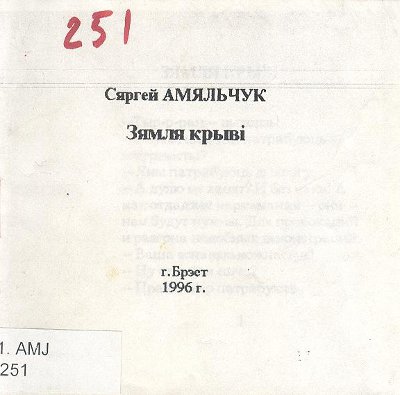 251
Сяргей АМЯЛЬЧУК
Зямля крыві
г.Брэст
1996 г.
1. AMJ
251